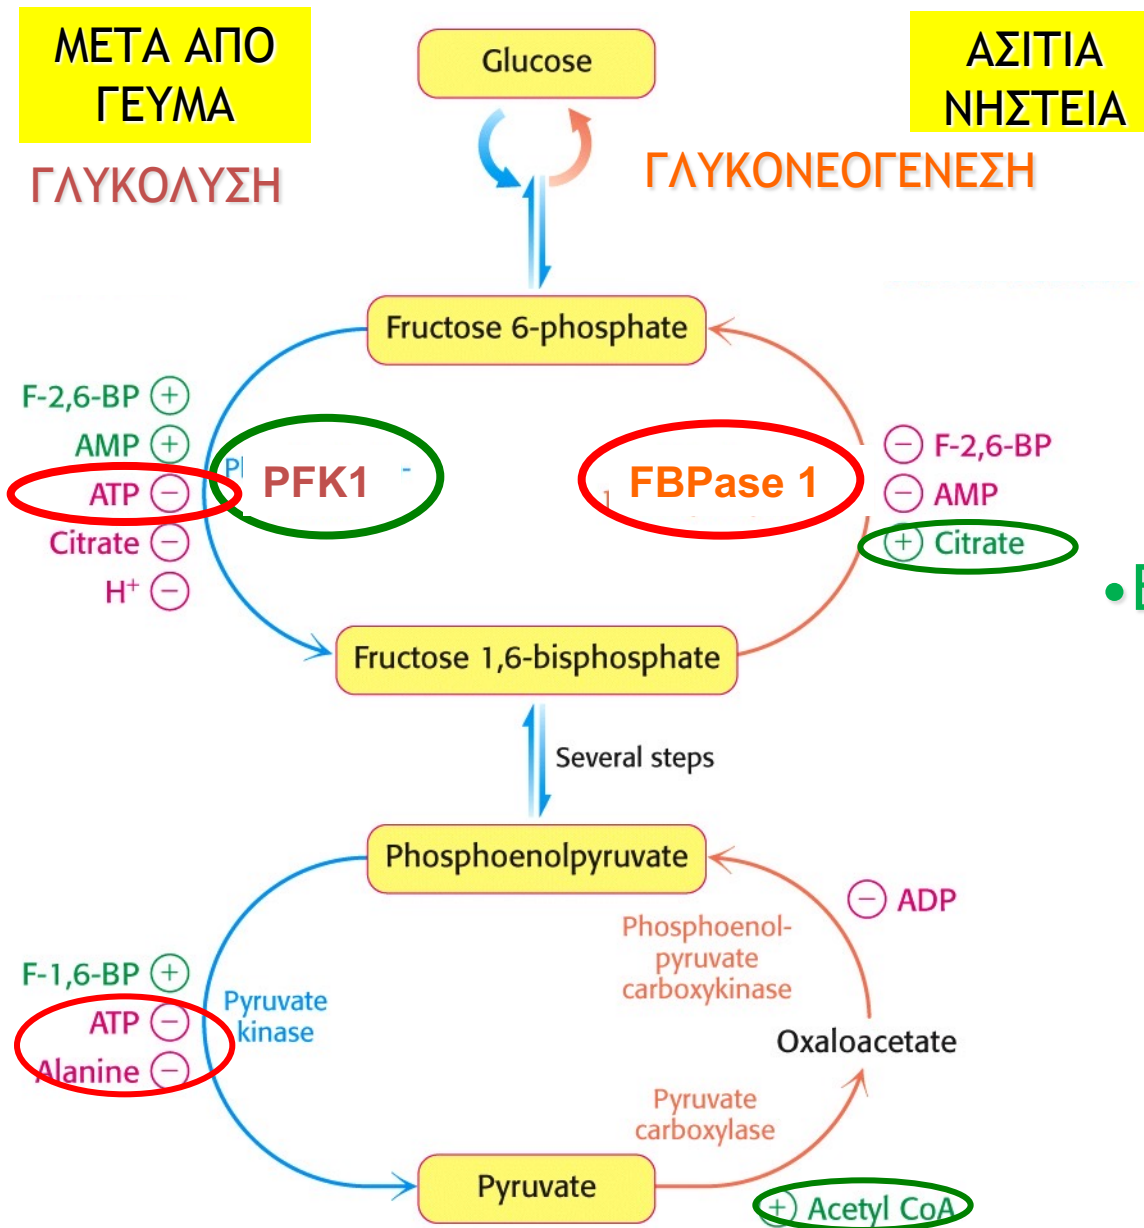 ΜΕΤΑ ΑΠΟ
ΓΕΥΜΑ
Glucose
ΑΣΙΤΙΑ
ΝΗΣΤΕΙΑ
ΓΛΥΚΟΛΥΣΗ
ΓΛΥΚΟΝΕΟΓΕΝΕΣΗ
Fructose 6-phosphate
F-2,6-BP +
AMP +
ATP −
Citrate −
H⁺ −
PFK1
FBPase 1
− F-2,6-BP
− AMP
+ Citrate
Fructose 1,6-bisphosphate
Several steps
Phosphoenolpyruvate
− ADP
Phosphoenol-
pyruvate
carboxykinase
F-1,6-BP +
ATP −
Alanine −
Pyruvate
kinase
Oxaloacetate
Pyruvate
carboxylase
Pyruvate
+ Acetyl CoA